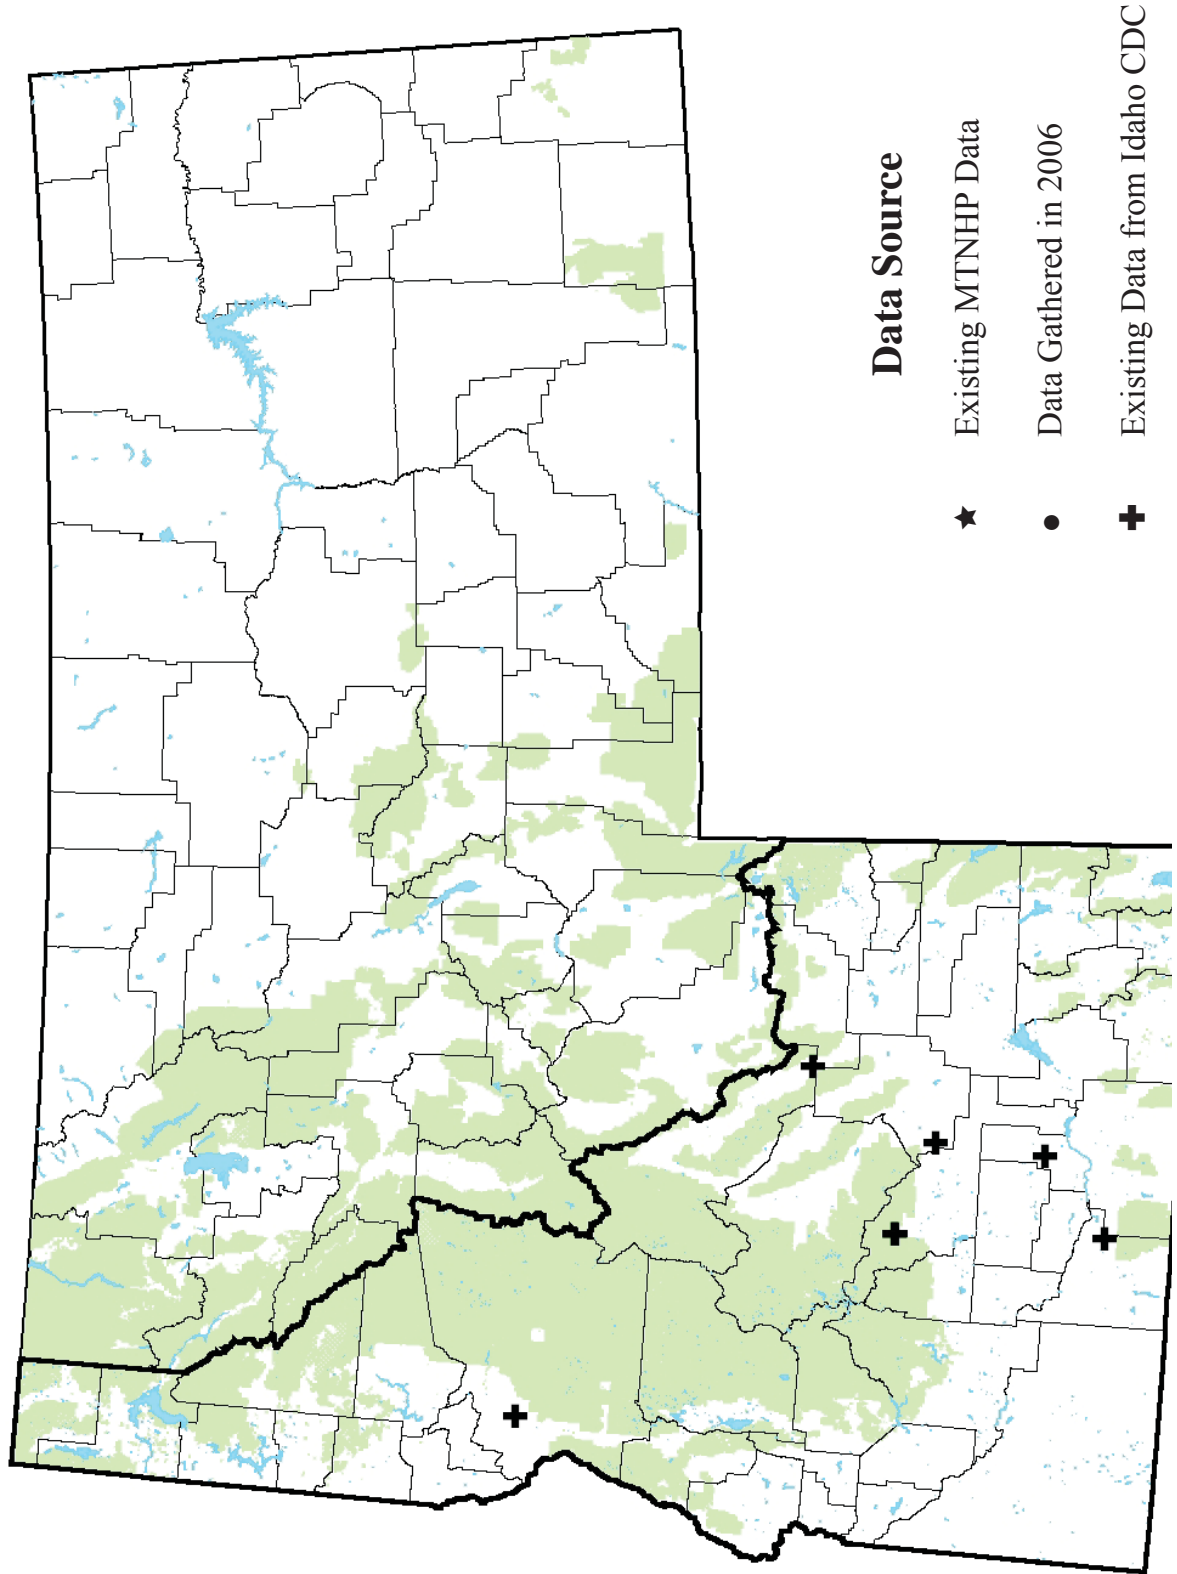 Data Source
Existing MTNHP Data
Data Gathered in 2006
Existing Data from Idaho CDC